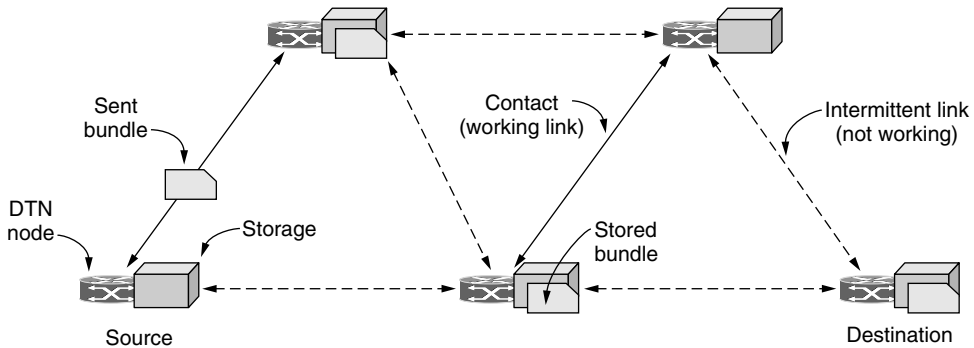 Sent
bundle
Contact
(working link)
Intermittent link
(not working)
DTN
node
Storage
Stored
bundle
Source
Destination